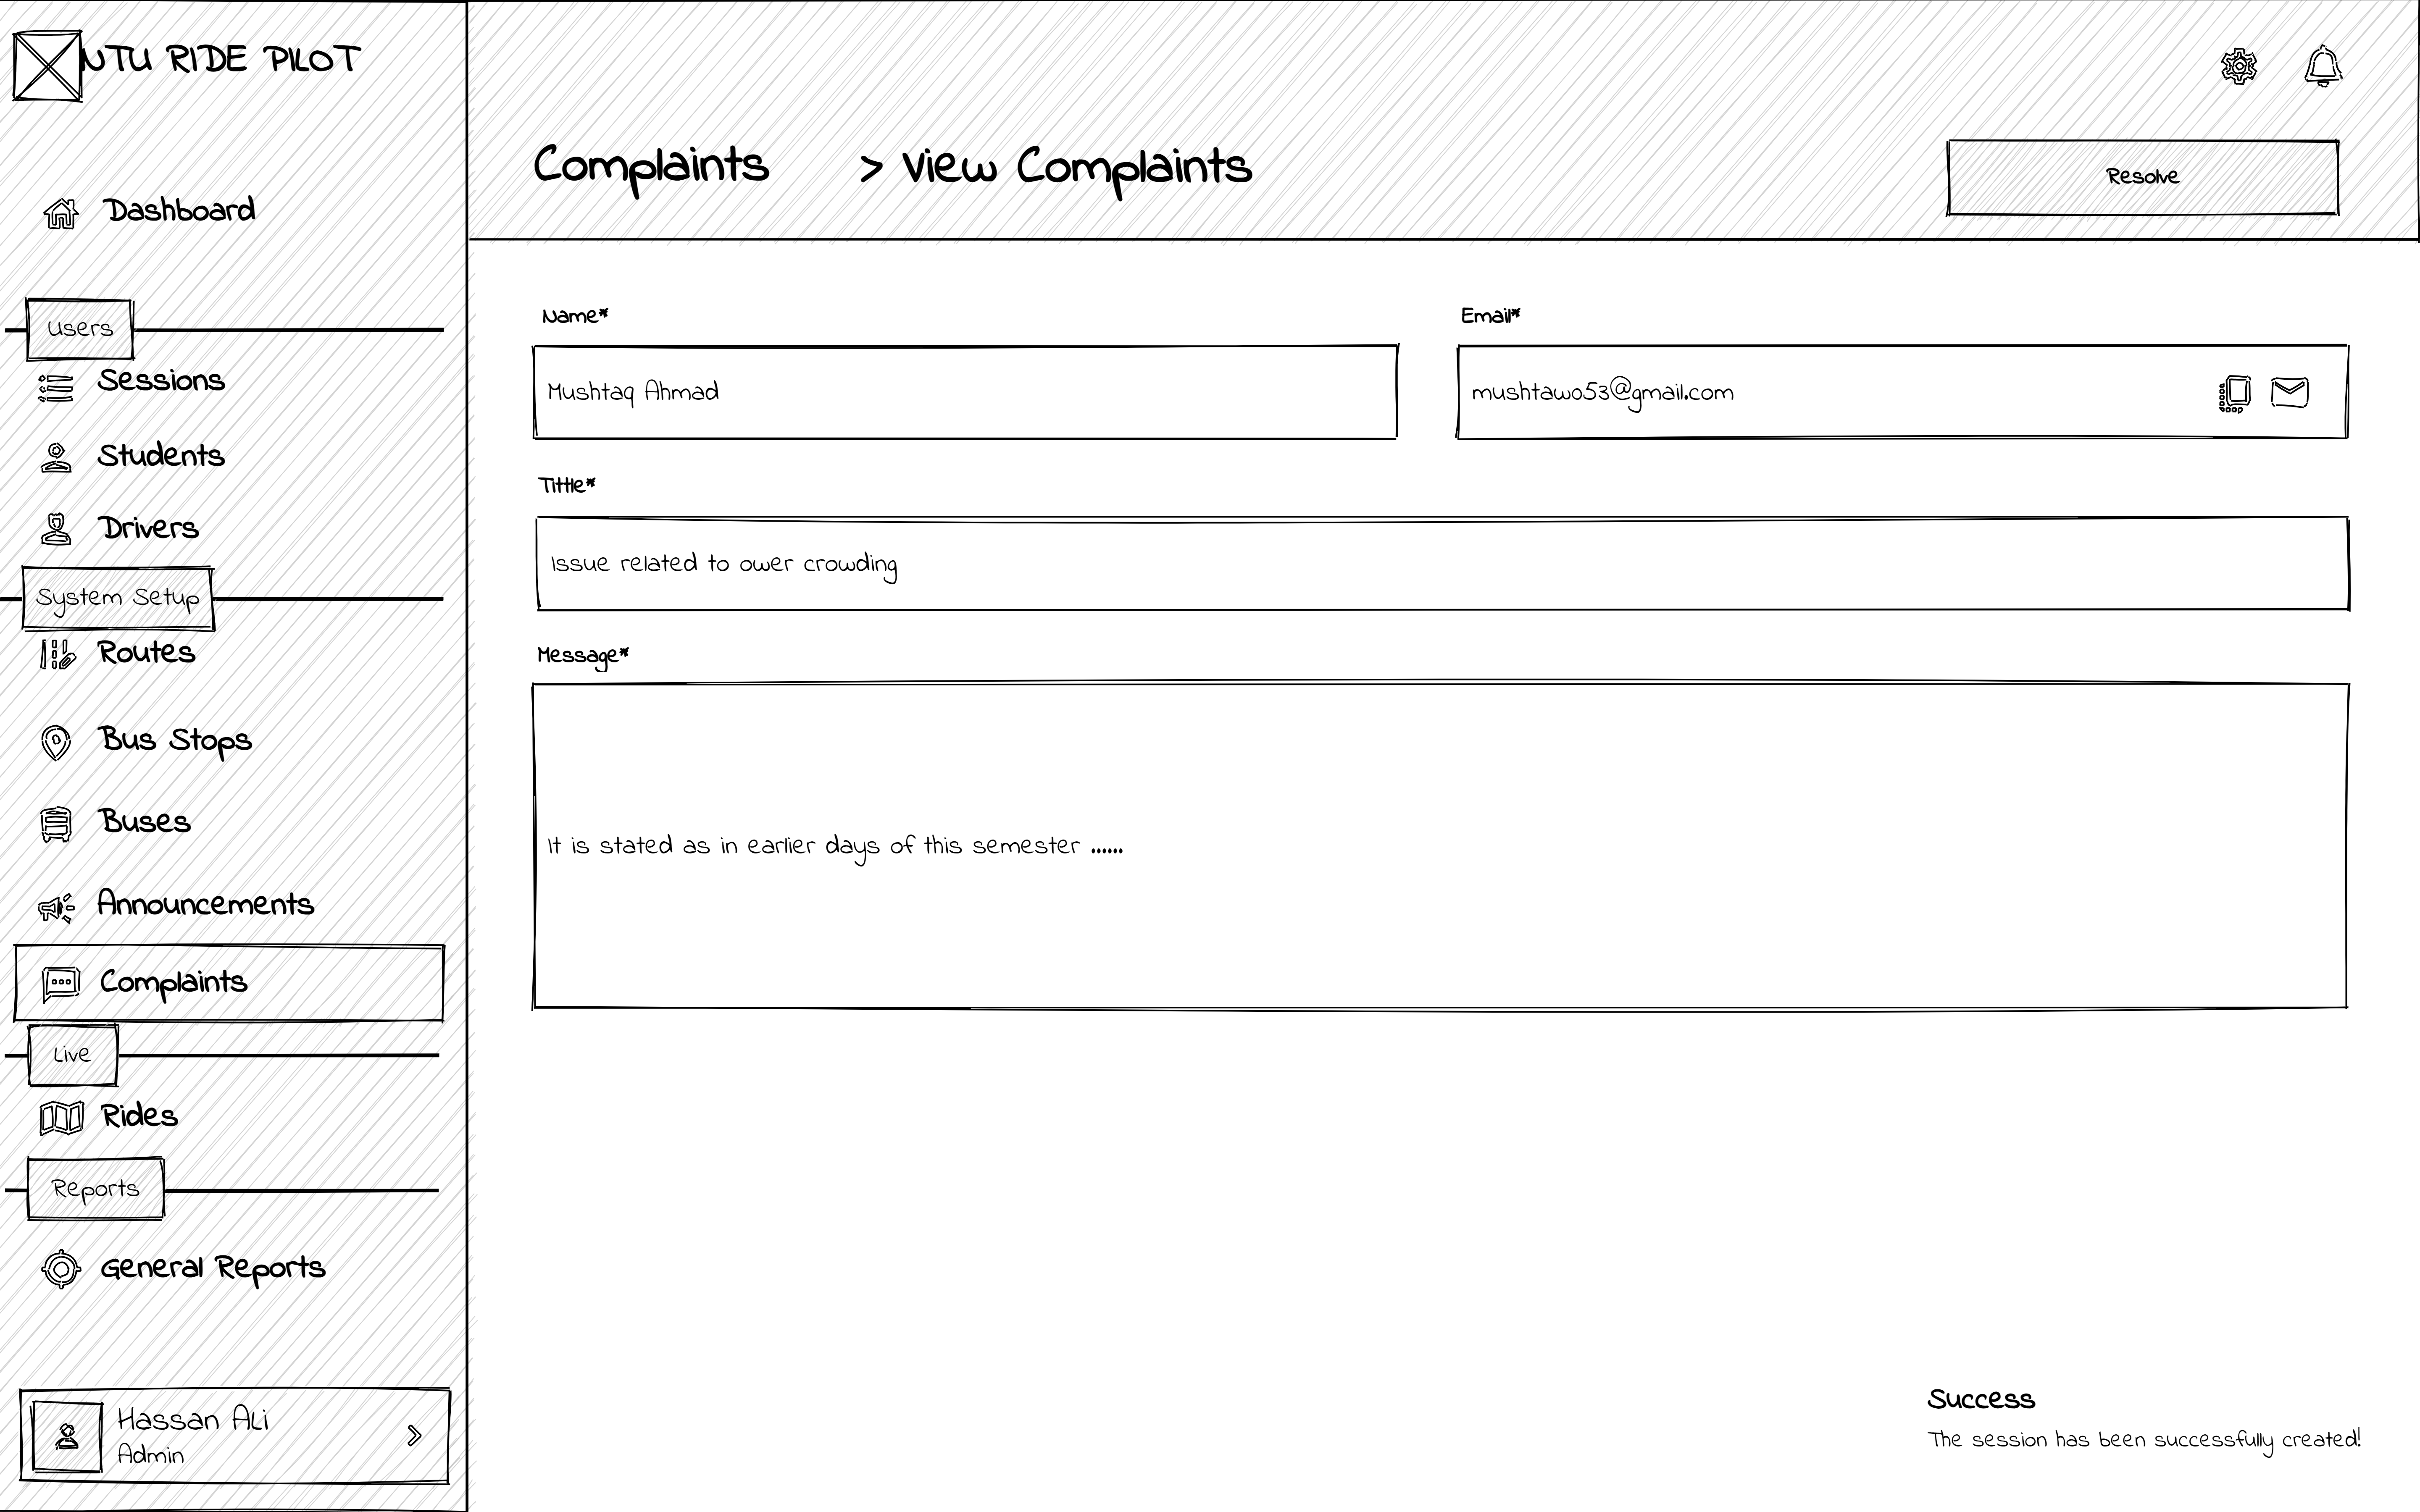 NTU RIDE PILOT
Dashboard
Users
Sessions
Students
Drivers
System Setup
Routes
Bus Stops
Buses
Announcements
Complaints
Live
Rides
Reports
General Reports
Hassan Ali
Admin
Complaints > View Complaints
Resolve
Name*
Mushtaq Ahmad
Email*
mushtaw053@gmail.com
Tittle*
Issue related to ower crowding
Message*
It is stated as in earlier days of this semester ......
Success
The session has been successfully created!